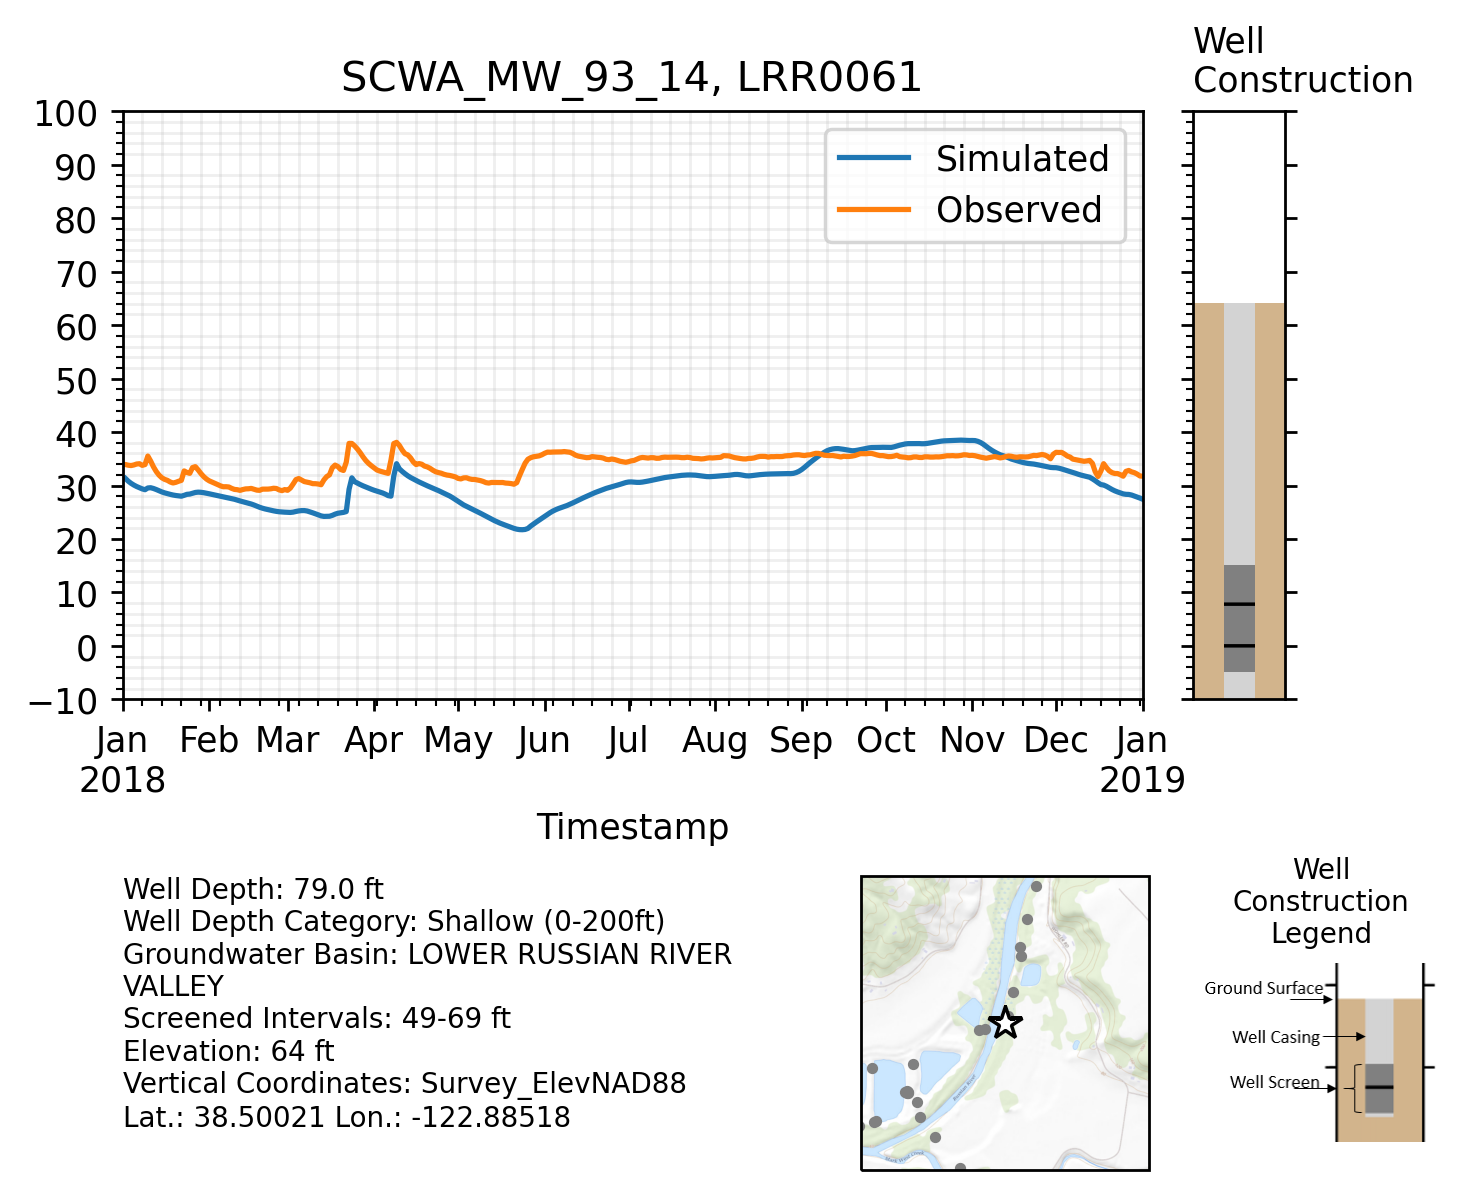 Well
Construction
SCWA_MW_93_14, LRR0061
100
90
80
70
60
50
40
30
20
10
0
−10
Simulated
Observed
Jan Feb Mar Apr May Jun Jul Aug Sep Oct Nov Dec Jan
2018 2019
Timestamp
Well Depth: 79.0 ft
Well Depth Category: Shallow (0-200ft)
Groundwater Basin: LOWER RUSSIAN RIVER
VALLEY
Screened Intervals: 49-69 ft
Elevation: 64 ft
Vertical Coordinates: Survey_ElevNAD88
Lat.: 38.50021 Lon.: -122.88518
Well
Construction
Legend
Ground Surface
Well Casing
Well Screen